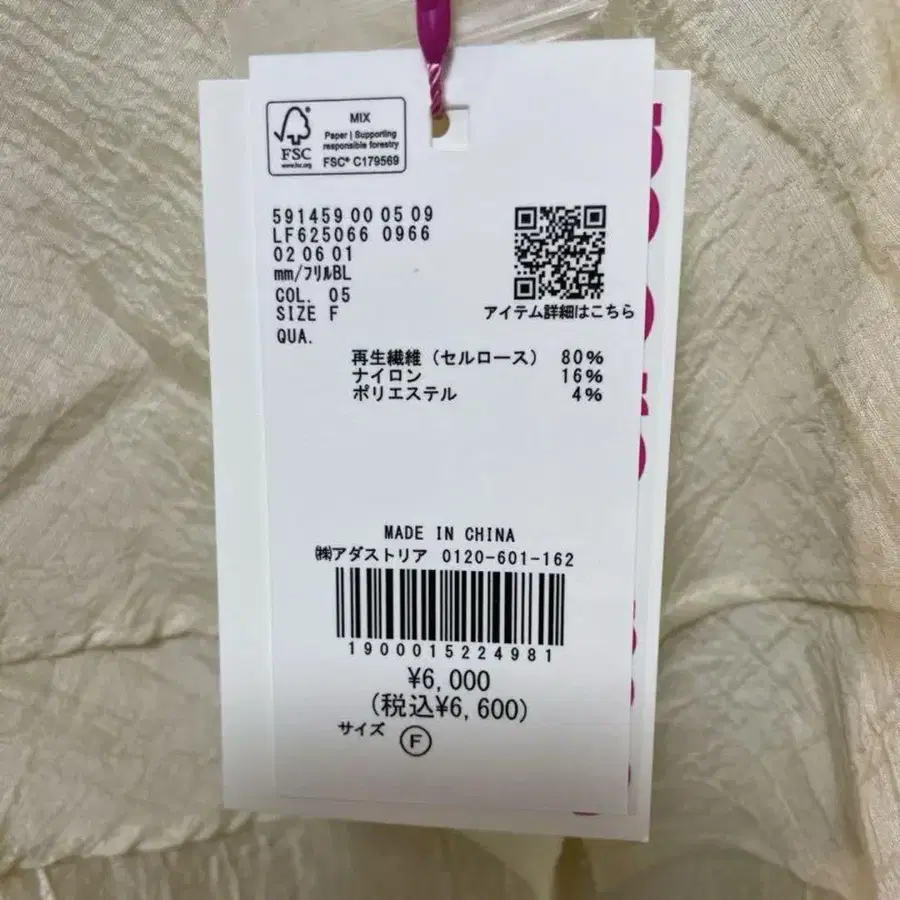 FSC®
www.fsc.org
MIX
Paper | Supporting
responsible forestry
FSC® C179569
591459 00 05 09
LF625066 0966
02 06 01
mm/フリルBL
COL. 05
SIZE F
QUA.
アイテム詳細はこちら
再生繊維（セルロース） 80%
ナイロン 16%
ポリエステル 4%
MADE IN CHINA
㈱アダストリア 0120-601-162
1900015224981
¥6,000
(税込¥6,600)
サイズ F